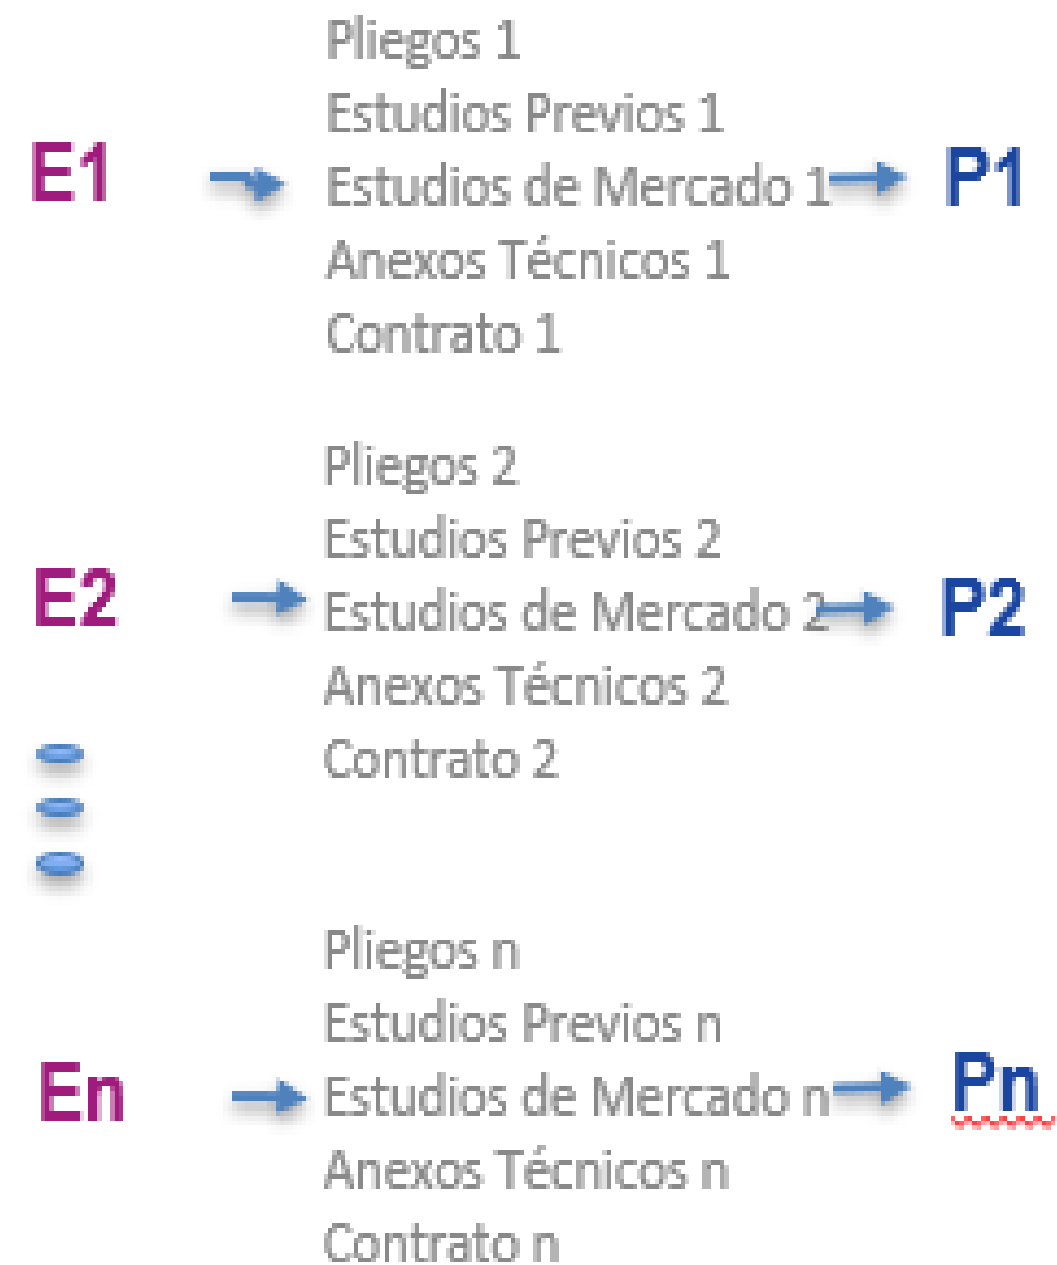 Pliegos 1
Estudios Previos 1
E1
Estudios de Mercado 1
P1
Anexos Técnicos 1
Contrato 1
Pliegos 2
Estudios Previos 2
E2
Estudios de Mercado 2
P2
Anexos Técnicos 2
Contrato 2
Pliegos n
Estudios Previos n
En
Estudios de Mercado n
Pn
Anexos Técnicos n
Contrato n